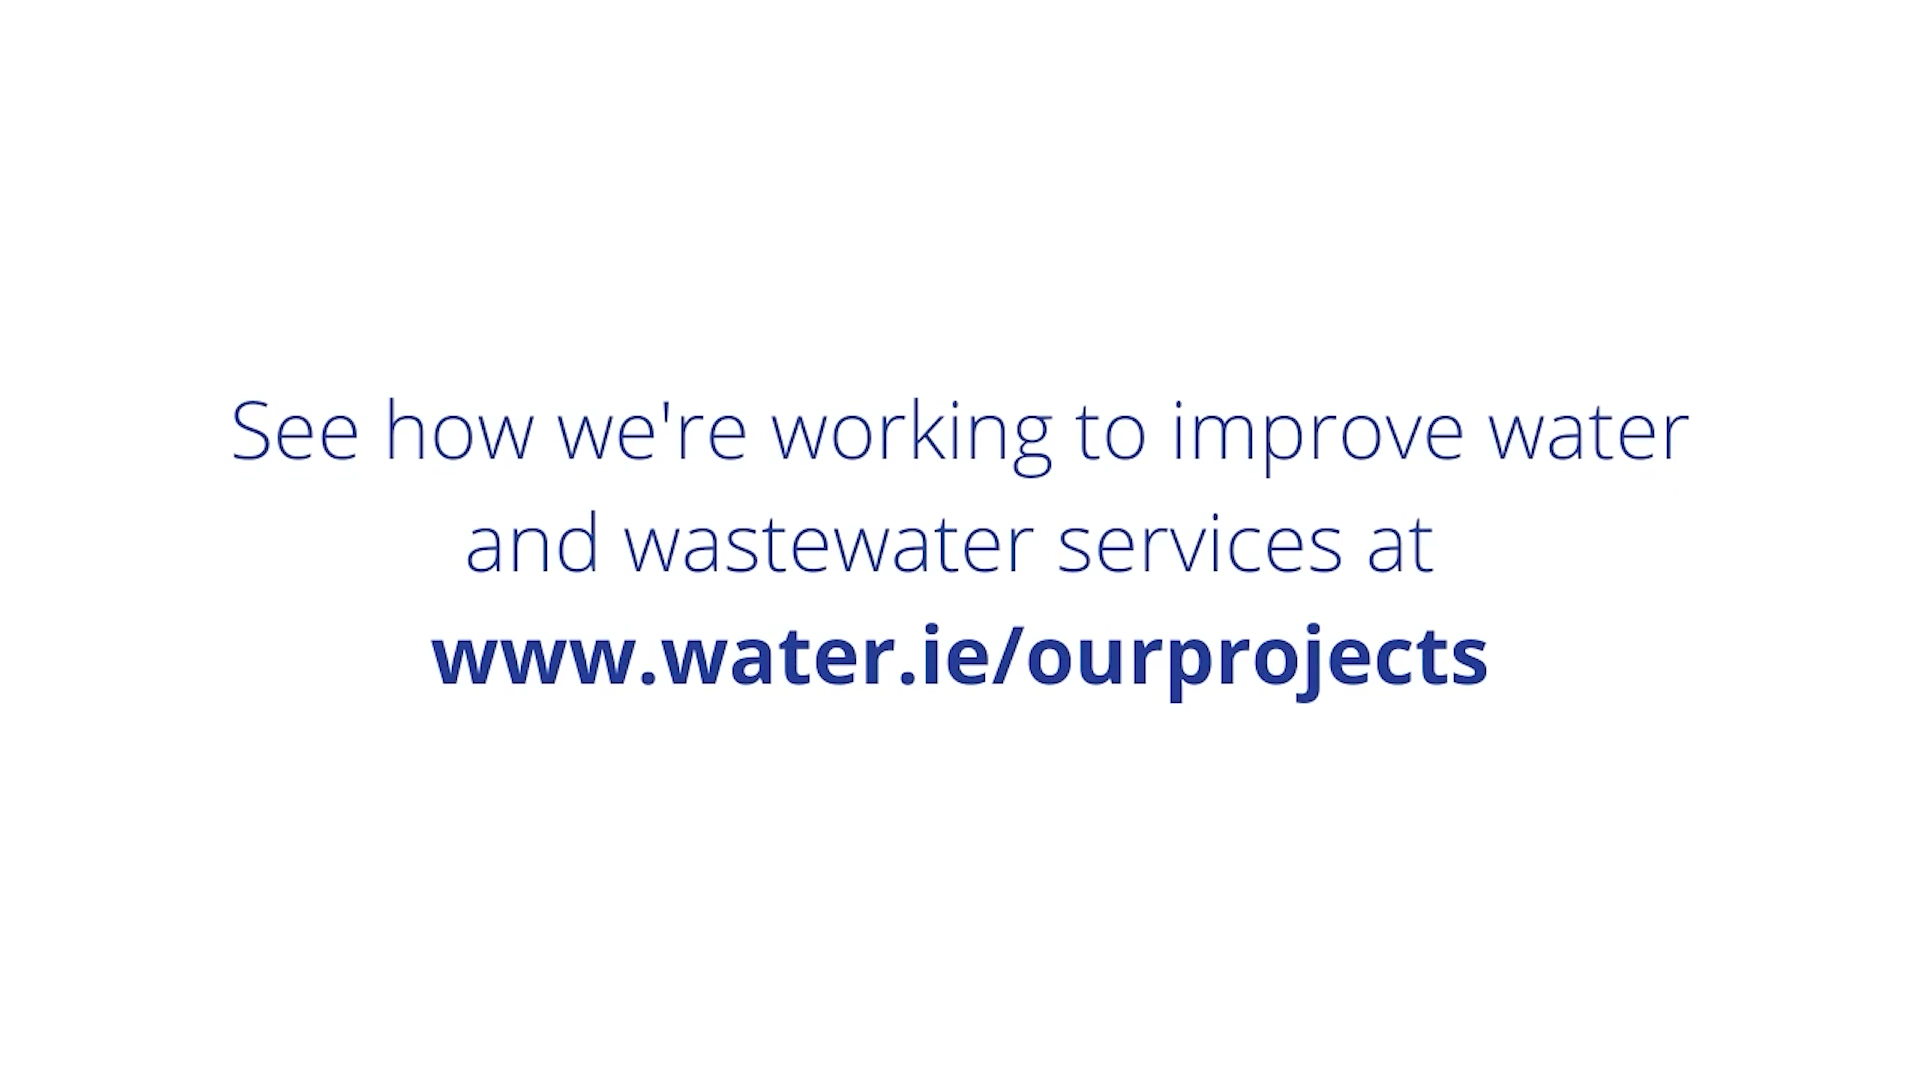 See how we're working to improve water
and wastewater services at
www.water.ie/ourprojects